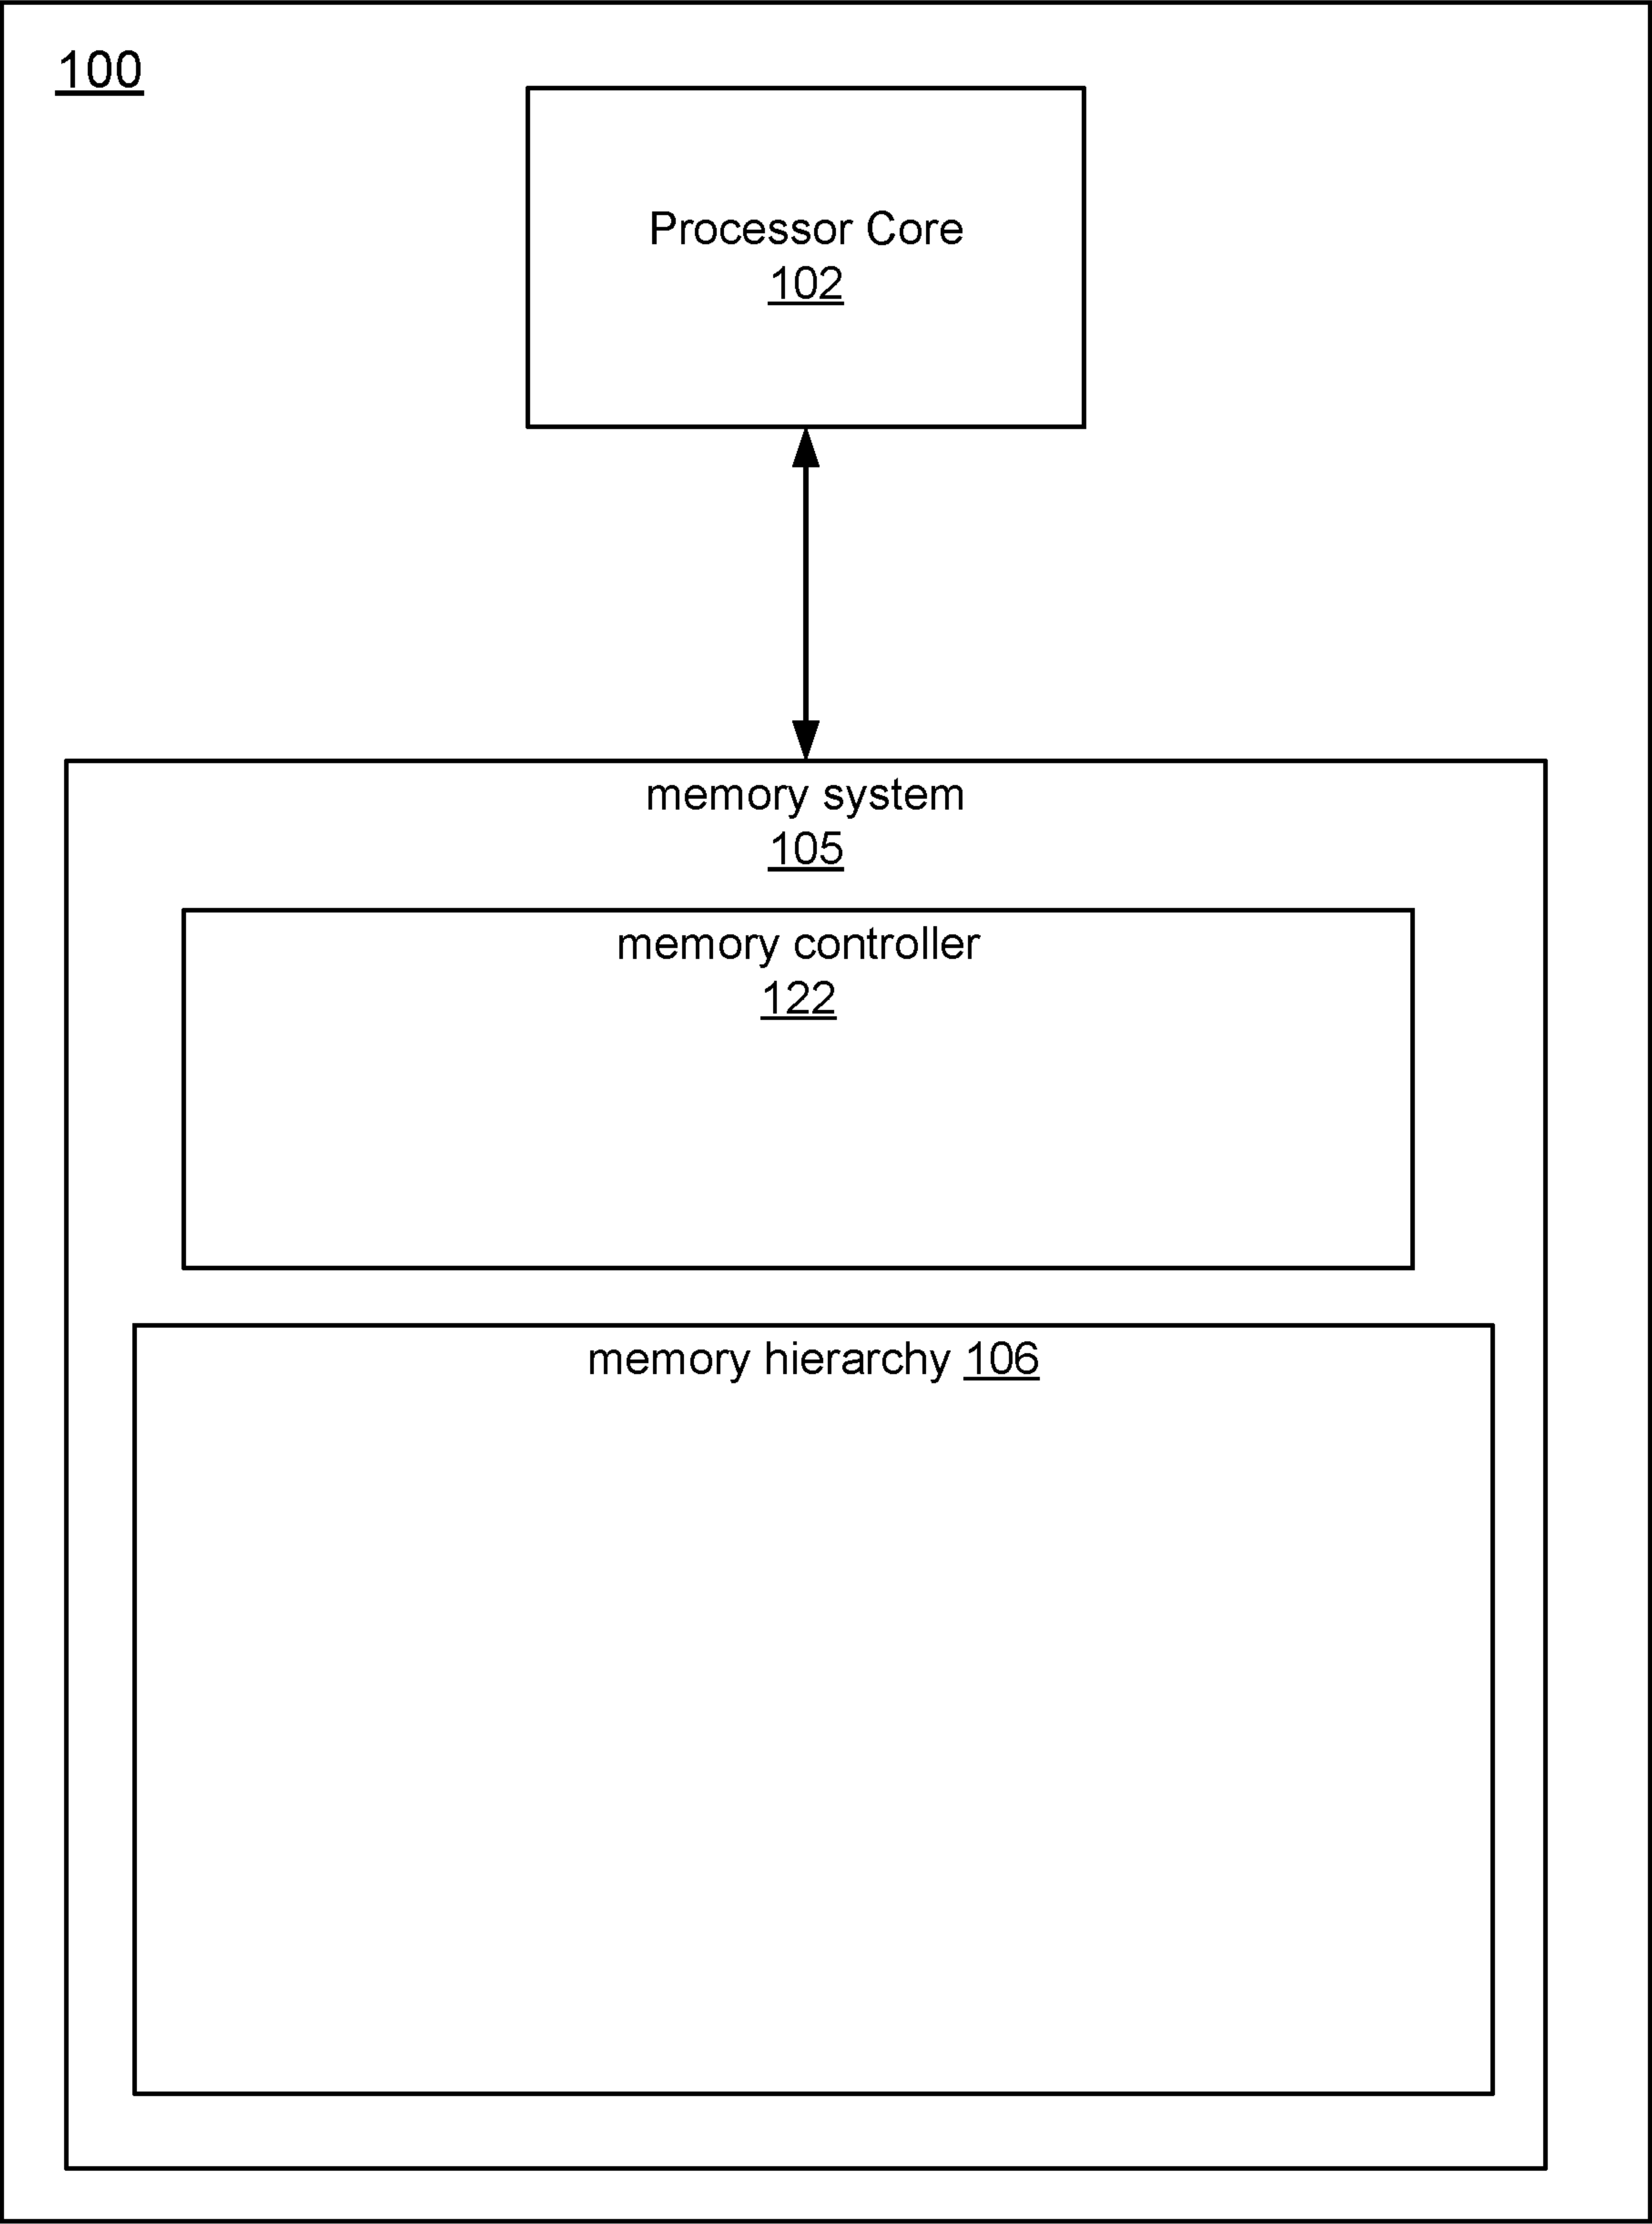 100
Processor Core
102
memory system
105
memory controller
122
memory hierarchy 106